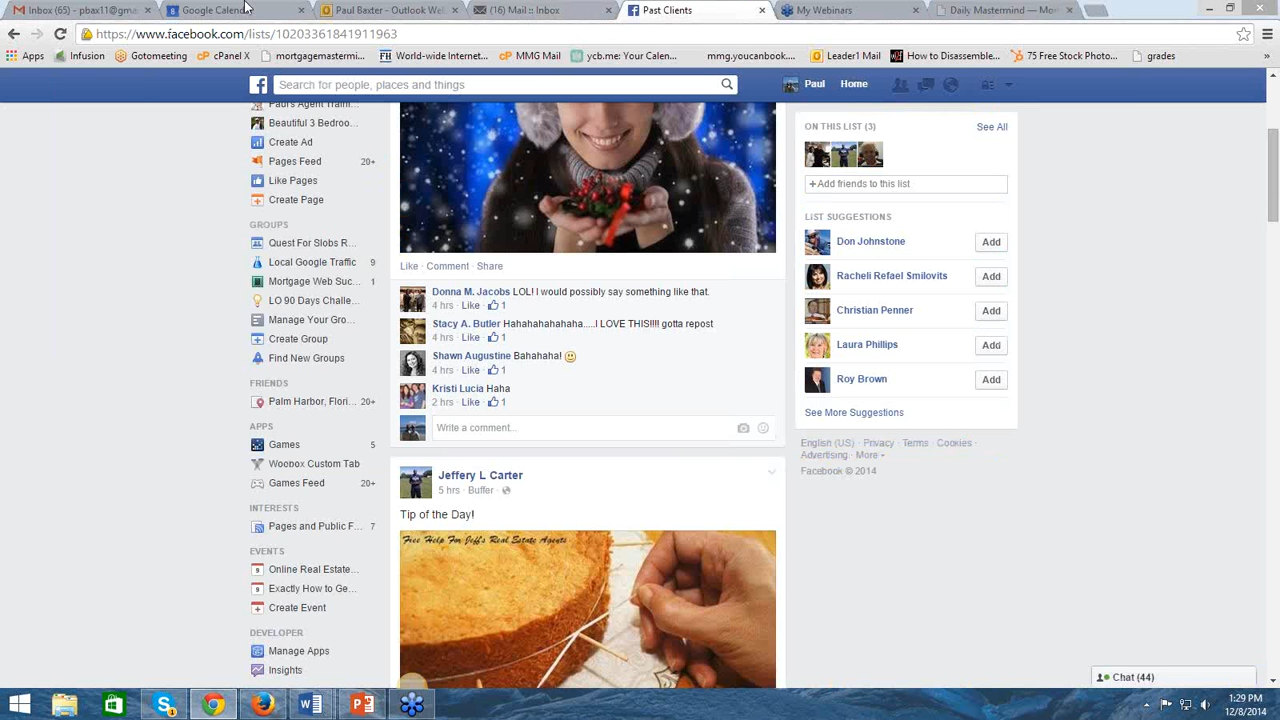 Inbox (65) - pbax11@gma
8 Google Calend
Paul Baxter - Outlook Web
(16) Mail :: Inbox
Past Clients
My Webinars
Daily Mastermind — Mo
https://www.facebook.com/lists/10203361841911963
Apps
Infusion
Gotomeeting
cP cPanel X
mortgagemasterm...
FH World-wide Internet...
cP MMG Mail
ycb.me: Your Calen...
mmg.youcanbook...
Leader1 Meeting
How to Disassemble...
75 Free Stock Photo...
grades
f Search for people, places and things
Paul
Home
Paul's Agent Traini...
Beautiful 3 Bedroo...
Create Ad
Pages Feed 20+
Like Pages
Create Page
GROUPS
Quest For Slobs R...
Local Google Traffic 9
Mortgage Web Suc... 1
LO 90 Days Challe...
Manage Your Gro...
Create Group
Find New Groups
FRIENDS
Palm Harbor, Flori... 20+
APPS
Games 5
Woobox Custom Tab
Games Feed 20+
INTERESTS
Pages and Public F... 7
EVENTS
9 Online Real Estate...
9 Exactly How to Ge...
Create Event
DEVELOPER
Manage Apps
Insights
Like · Comment · Share
Donna M. Jacobs LOL! I would possibly say something like that.
4 hrs · Like · 1
Stacy A. Butler Hahahahahahaha.....I LOVE THIS!!!! gotta repost
4 hrs · Like · 1
Shawn Augustine Bahahaha!
4 hrs · Like · 1
Kristi Lucia Haha
2 hrs · Like · 1
Write a comment...
Jeffery L Carter
5 hrs · Buffer ·
Tip of the Day!
Free Help For Jeff's Real Estate Agents
ON THIS LIST (3)
See All
+ Add friends to this list
LIST SUGGESTIONS
Don Johnstone
Add
Racheli Refael Smilovits
Add
Christian Penner
Add
Laura Phillips
Add
Roy Brown
Add
See More Suggestions
English (US) · Privacy · Terms · Cookies ·
Advertising · More
Facebook © 2014
Chat (44)
1:29 PM
12/8/2014